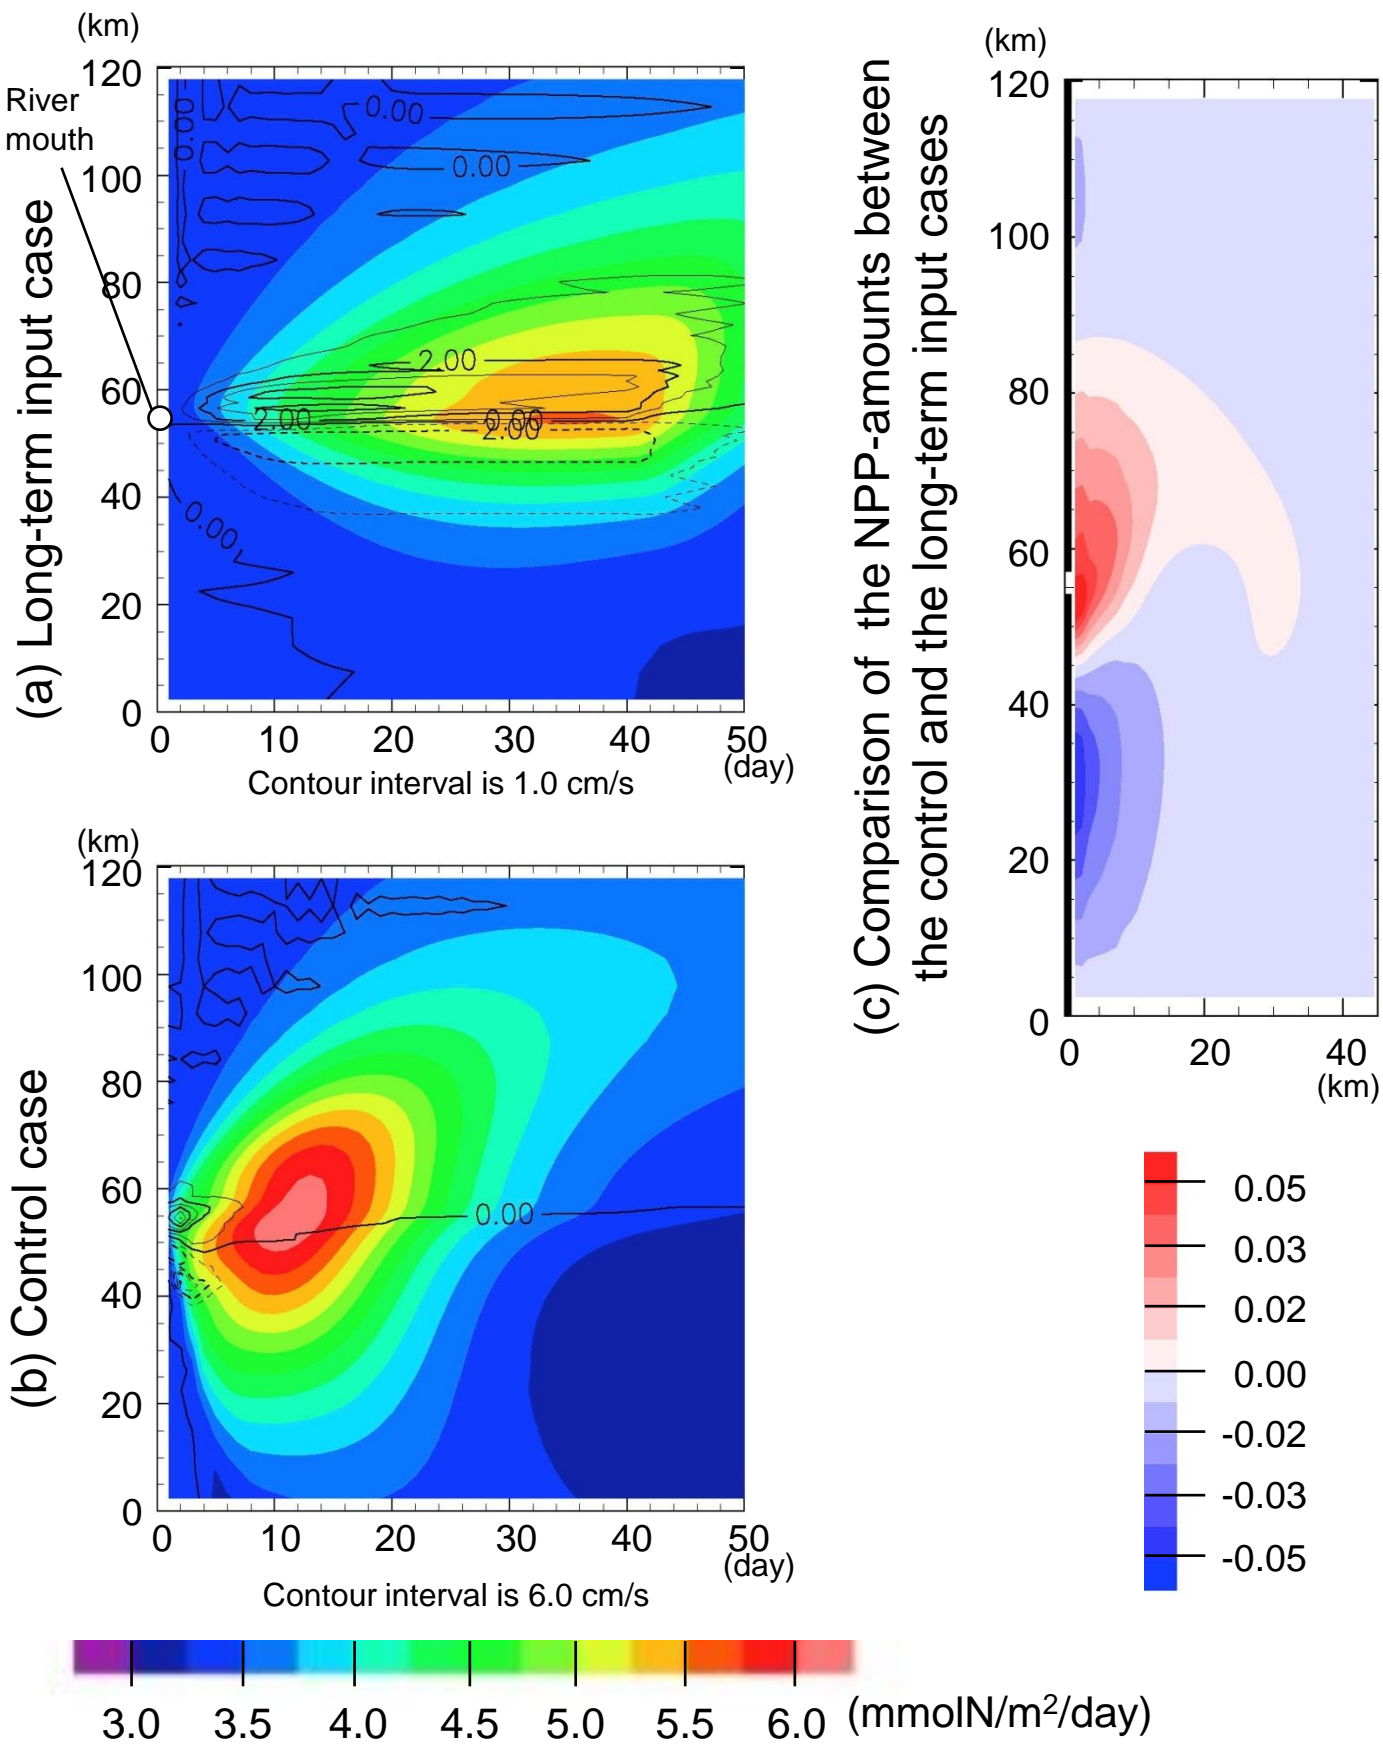 (km)
River
mouth
(a) Long-term input case
120
100
80
60
40
20
0
0.00
0.00
0.00
2.00
2.00
0.00
2.00
0.00
0 10 20 30 40 50
(day)
Contour interval is 1.0 cm/s
(km)
(b) Control case
120
100
80
60
40
20
0
0.00
0 10 20 30 40 50
(day)
Contour interval is 6.0 cm/s
3.0 3.5 4.0 4.5 5.0 5.5 6.0 (mmolN/m²/day)
(c) Comparison of the NPP-amounts between
the control and the long-term input cases
(km)
120
100
80
60
40
20
0
0 20 40
(km)
0.05
0.03
0.02
0.00
-0.02
-0.03
-0.05